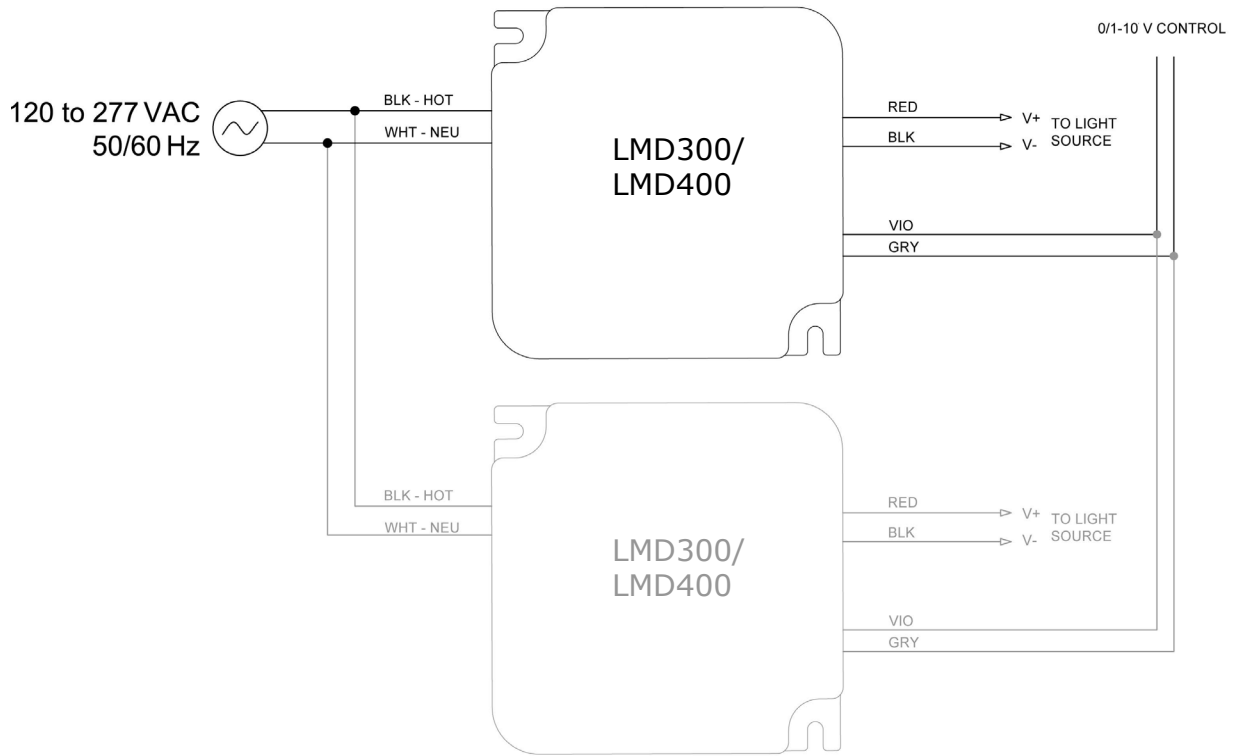 0/1-10 V CONTROL
120 to 277 VAC
50/60 Hz
BLK - HOT
WHT - NEU
LMD300/
LMD400
RED
BLK
V+
V-
TO LIGHT
SOURCE
VIO
GRY
BLK - HOT
WHT - NEU
LMD300/
LMD400
RED
BLK
V+
V-
TO LIGHT
SOURCE
VIO
GRY